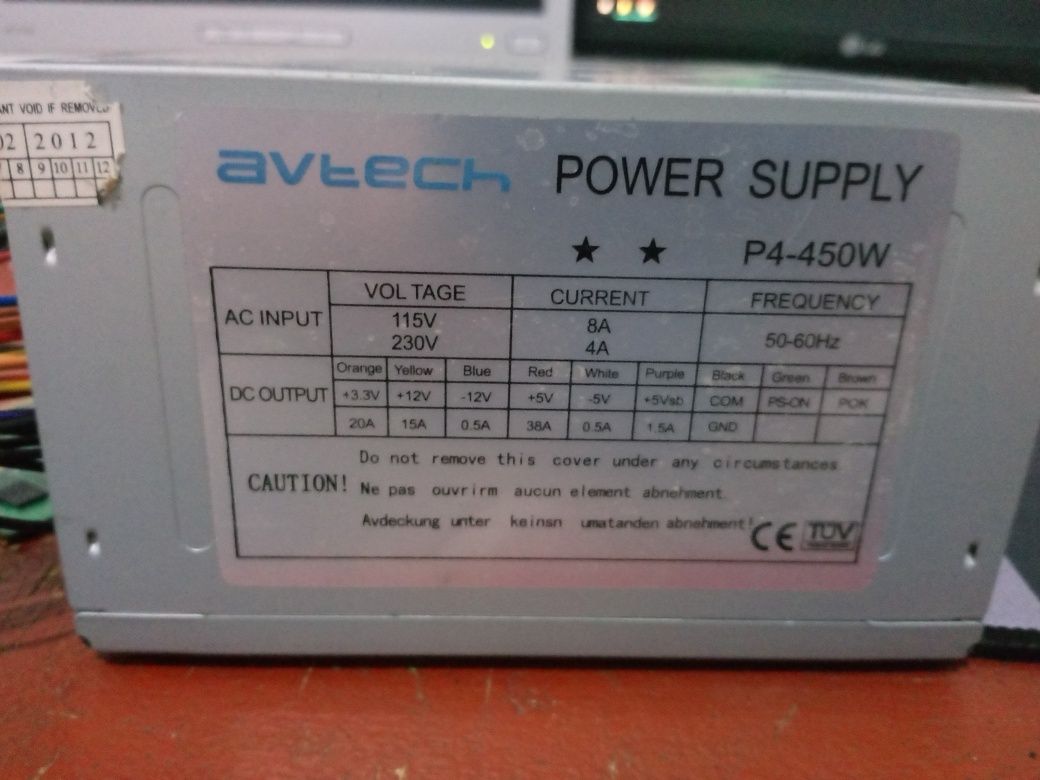 ANT VOID IF REMOVED
02 2012
8 9 10 11 12
avtech POWER SUPPLY
★ ★ P4-450W
AC INPUT VOLTAGE CURRENT FREQUENCY
115V 8A 50-60Hz
230V 4A
DC OUTPUT Orange Yellow Blue Red White Purple Black Green Brown
+3.3V +12V -12V +5V -5V +5Vsb COM PS-ON POK
20A 15A 0.5A 38A 0.5A 1.5A GND
CAUTION! Do not remove this cover under any circumstances
Ne pas ouvrirm aucun element abnehment.
Avdeckung unter keinsn umatanden abnehment!
CE TUV
LG